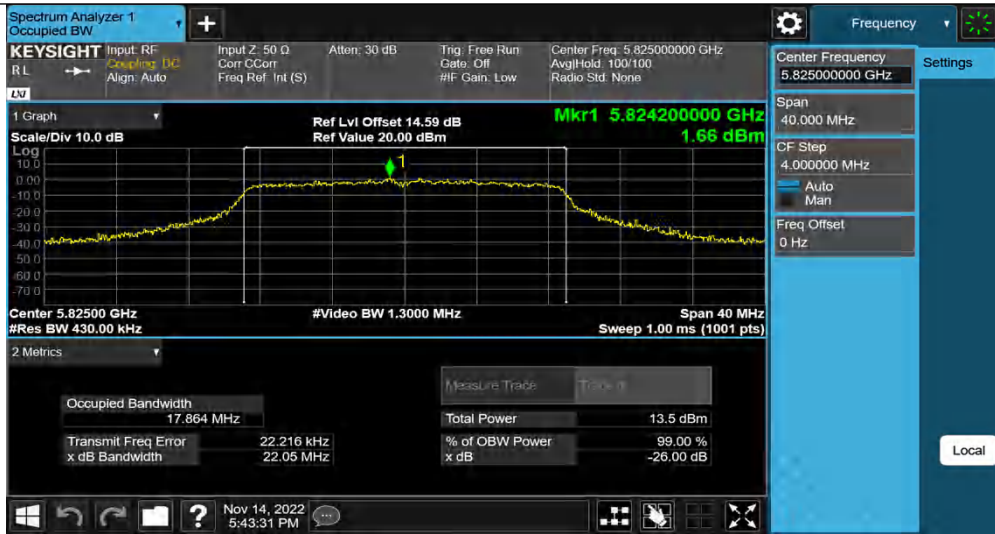 Spectrum Analyzer 1
Occupied BW
Frequency
KEYSIGHT
RL
LXI
Input: RF
Coupling: DC
Align: Auto
Input Z: 50 Ω
Corr CCorr
Freq Ref: Int (S)
Atten: 30 dB
Trig: Free Run
Gate: Off
#IF Gain: Low
Center Freq: 5.825000000 GHz
Avg|Hold: 100/100
Radio Std: None
Center Frequency
5.825000000 GHz
Settings
Span
40.000 MHz
CF Step
4.000000 MHz
Auto
Man
Freq Offset
0 Hz
1 Graph
Scale/Div 10.0 dB
Ref Lvl Offset 14.59 dB
Ref Value 20.00 dBm
Mkr1 5.824200000 GHz
1.66 dBm
Log
1
10.0
0.00
-10.0
-20.0
-30.0
-40.0
-50.0
-60.0
-70.0
Center 5.82500 GHz
#Res BW 430.00 kHz
#Video BW 1.3000 MHz
Span 40 MHz
Sweep 1.00 ms (1001 pts)
2 Metrics
Measure Trace
Occupied Bandwidth
17.864 MHz
Total Power 13.5 dBm
Transmit Freq Error 22.216 kHz
% of OBW Power 99.00 %
x dB Bandwidth 22.05 MHz
x dB -26.00 dB
Local
?
Nov 14, 2022
5:43:31 PM